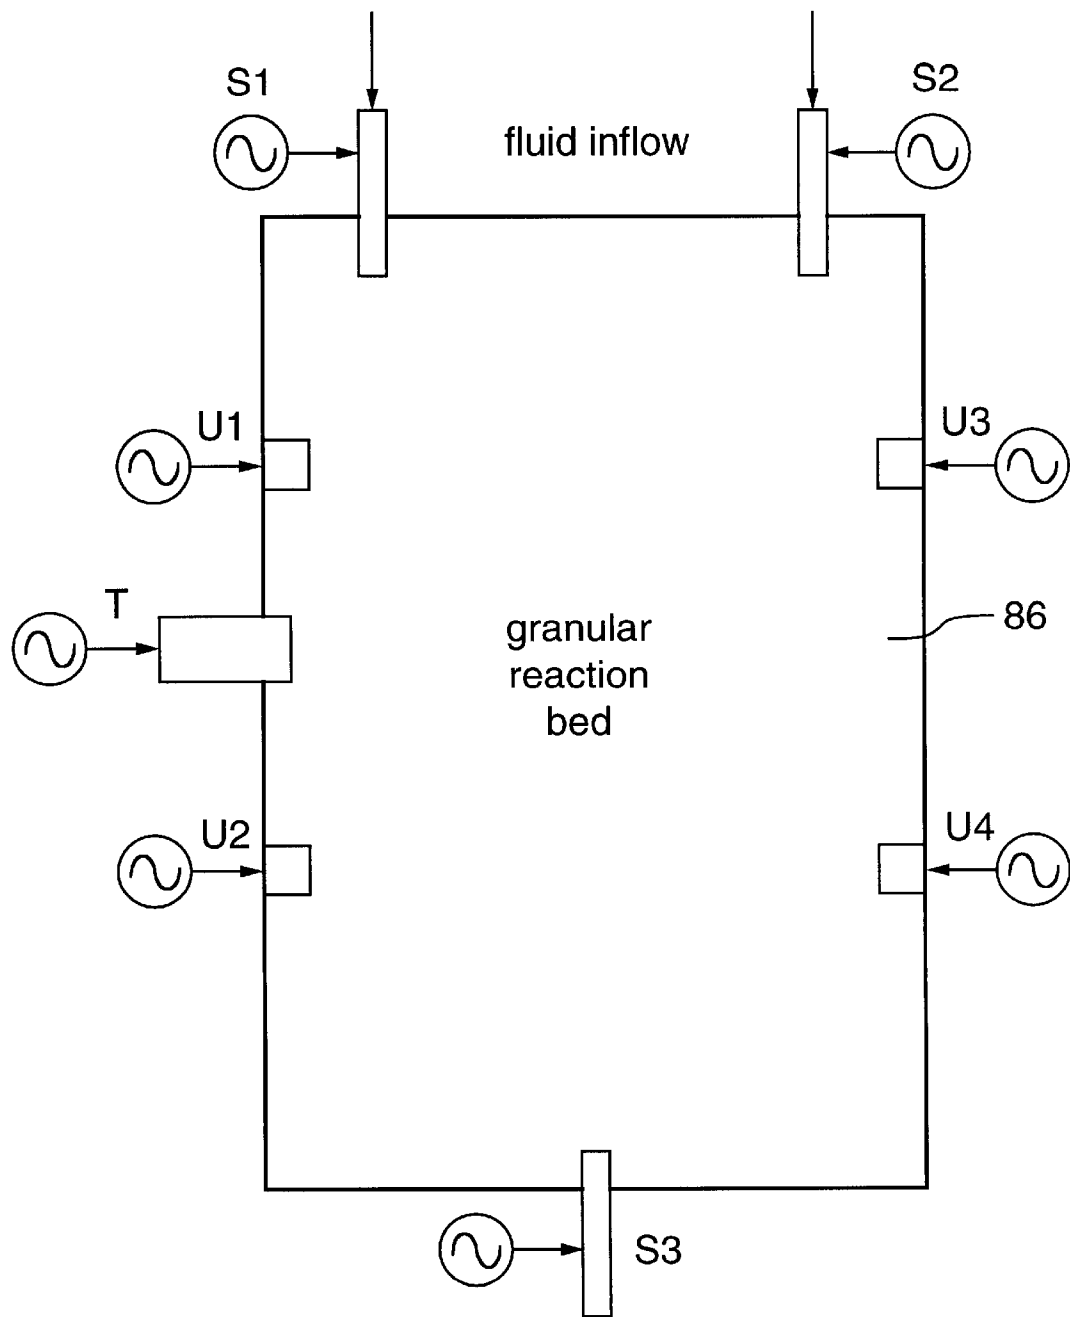 S1
S2
fluid inflow
U1
U3
T
granular
reaction
bed
86
U2
U4
S3